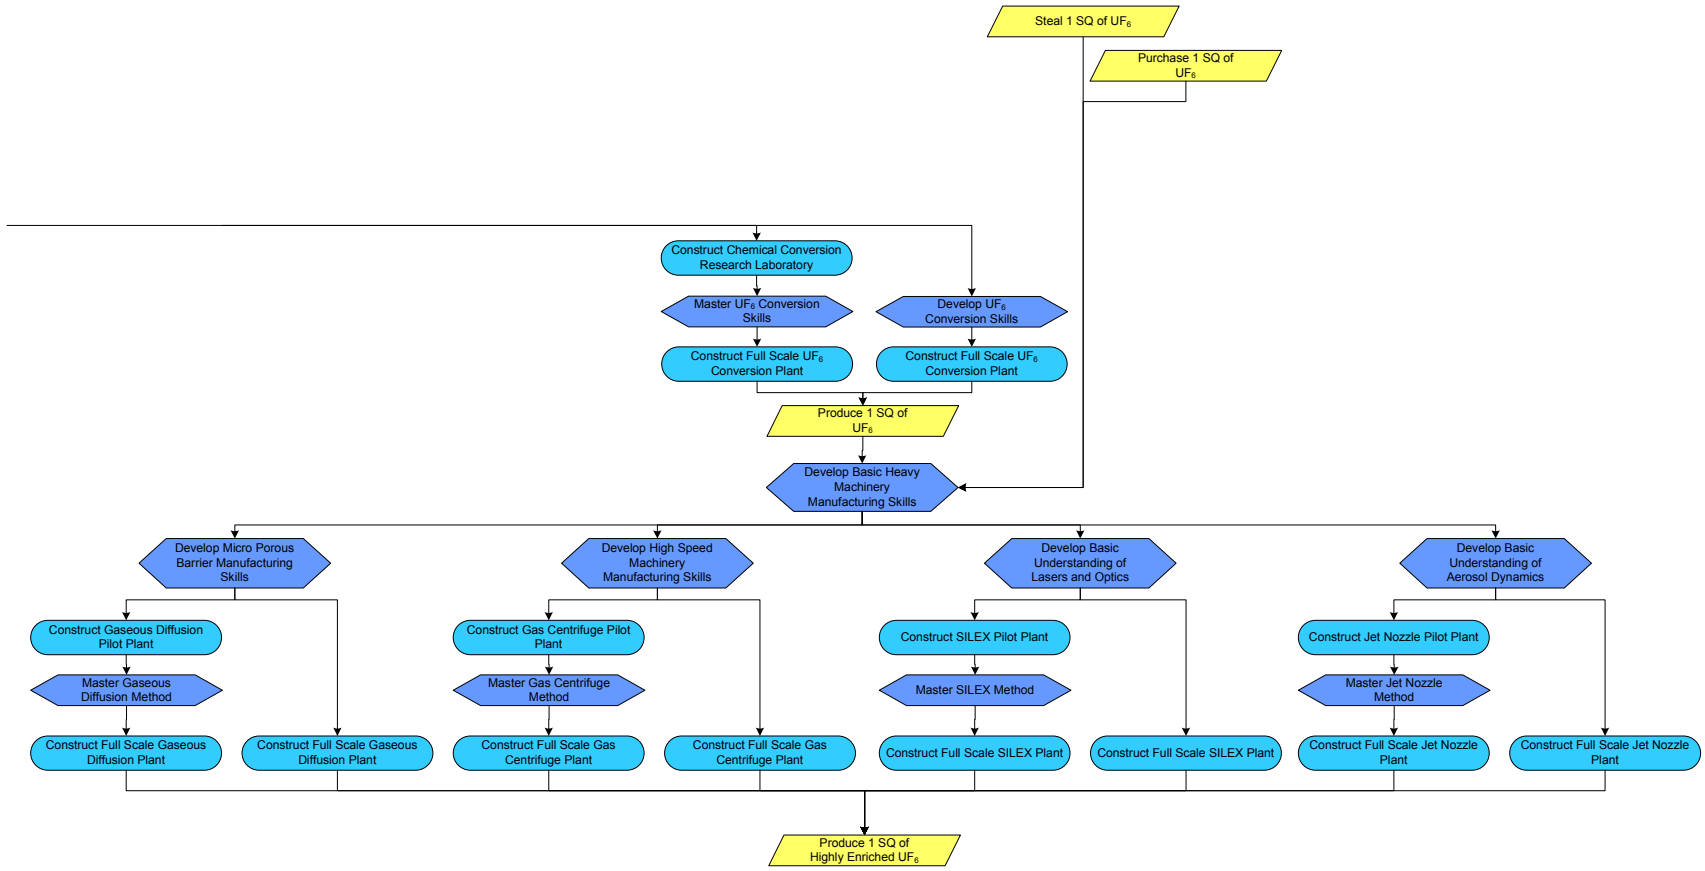 Steal 1 SQ of UF₆
Purchase 1 SQ of
UF₆
Construct Chemical Conversion
Research Laboratory
Master UF₆ Conversion
Skills
Develop UF₆
Conversion Skills
Construct Full Scale UF₆
Conversion Plant
Construct Full Scale UF₆
Conversion Plant
Produce 1 SQ of
UF₆
Develop Basic Heavy
Machinery
Manufacturing Skills
Develop Micro Porous
Barrier Manufacturing
Skills
Develop High Speed
Machinery
Manufacturing Skills
Develop Basic
Understanding of
Lasers and Optics
Develop Basic
Understanding of
Aerosol Dynamics
Construct Gaseous Diffusion
Pilot Plant
Construct Gas Centrifuge Pilot
Plant
Construct SILEX Pilot Plant
Construct Jet Nozzle Pilot Plant
Master Gaseous
Diffusion Method
Master Gas Centrifuge
Method
Master SILEX Method
Master Jet Nozzle
Method
Construct Full Scale Gaseous
Diffusion Plant
Construct Full Scale Gaseous
Diffusion Plant
Construct Full Scale Gas
Centrifuge Plant
Construct Full Scale Gas
Centrifuge Plant
Construct Full Scale SILEX Plant
Construct Full Scale SILEX Plant
Construct Full Scale Jet Nozzle
Plant
Construct Full Scale Jet Nozzle
Plant
Produce 1 SQ of
Highly Enriched UF₆